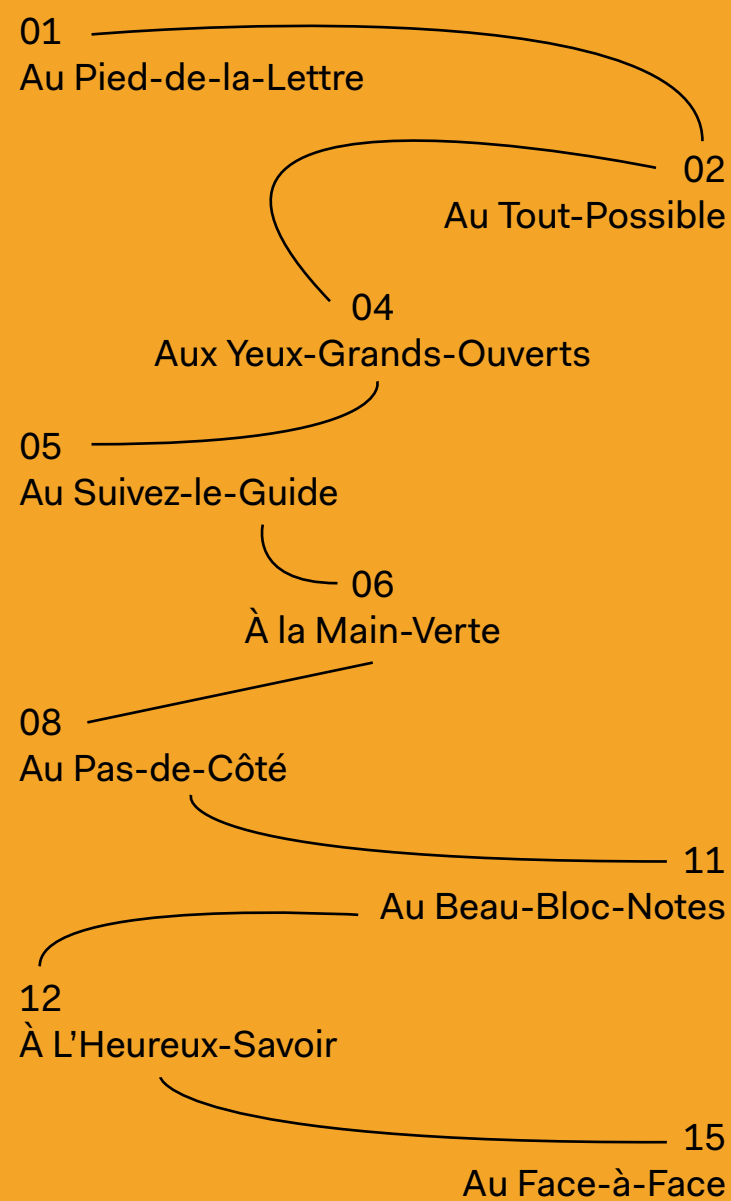 01
Au Pied-de-la-Lettre
02
Au Tout-Possible
04
Aux Yeux-Grands-Ouverts
05
Au Suivez-le-Guide
06
À la Main-Verte
08
Au Pas-de-Côté
11
Au Beau-Bloc-Notes
12
À L’Heureux-Savoir
15
Au Face-à-Face